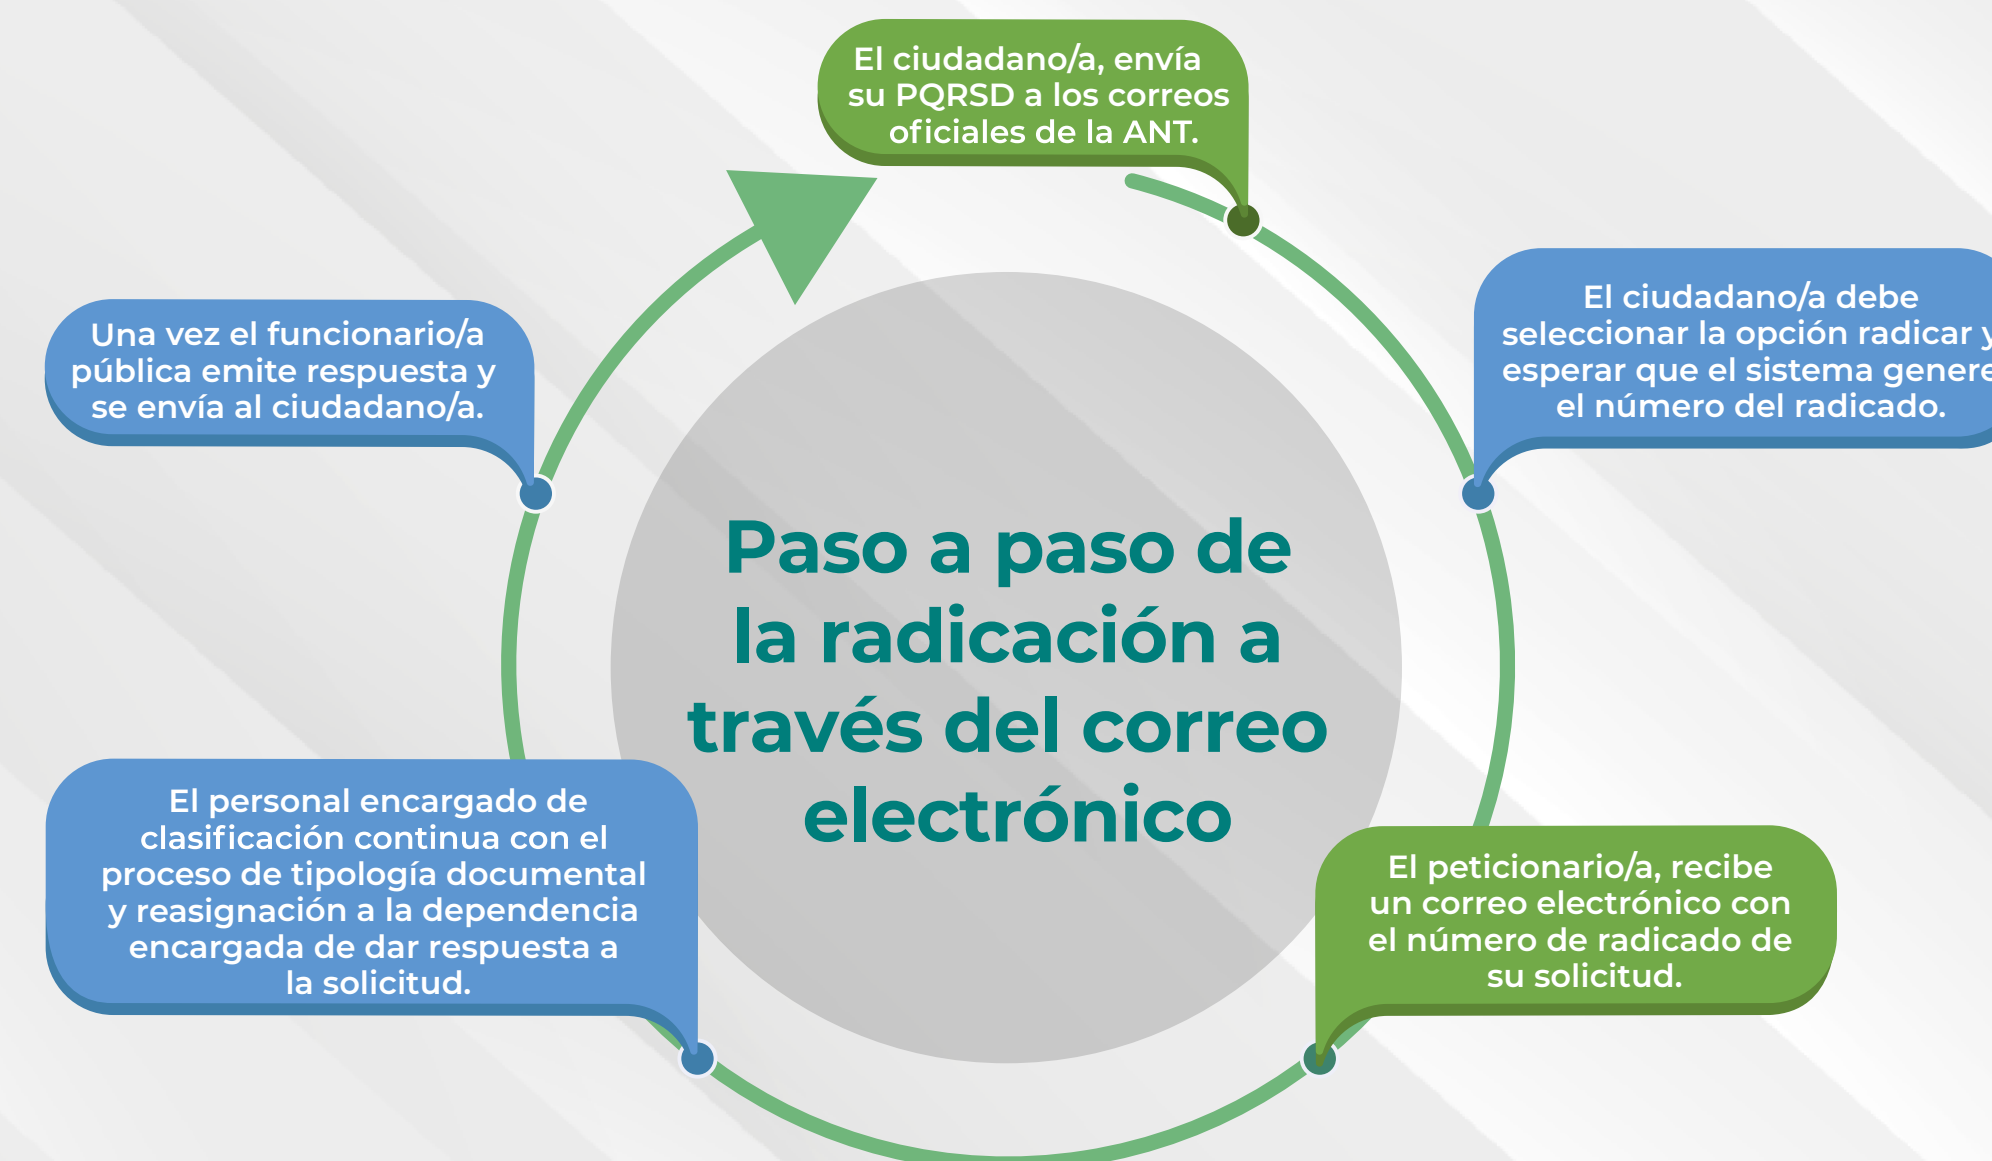 El ciudadano/a, envía
su PQRSD a los correos
oficiales de la ANT.
El ciudadano/a debe
seleccionar la opción radicar y
esperar que el sistema genere
el número del radicado.
El peticionario/a, recibe
un correo electrónico con
el número de radicado de
su solicitud.
El personal encargado de
clasificación continua con el
proceso de tipología documental
y reasignación a la dependencia
encargada de dar respuesta a
la solicitud.
Una vez el funcionario/a
pública emite respuesta y
se envía al ciudadano/a.
Paso a paso de
la radicación a
través del correo
electrónico